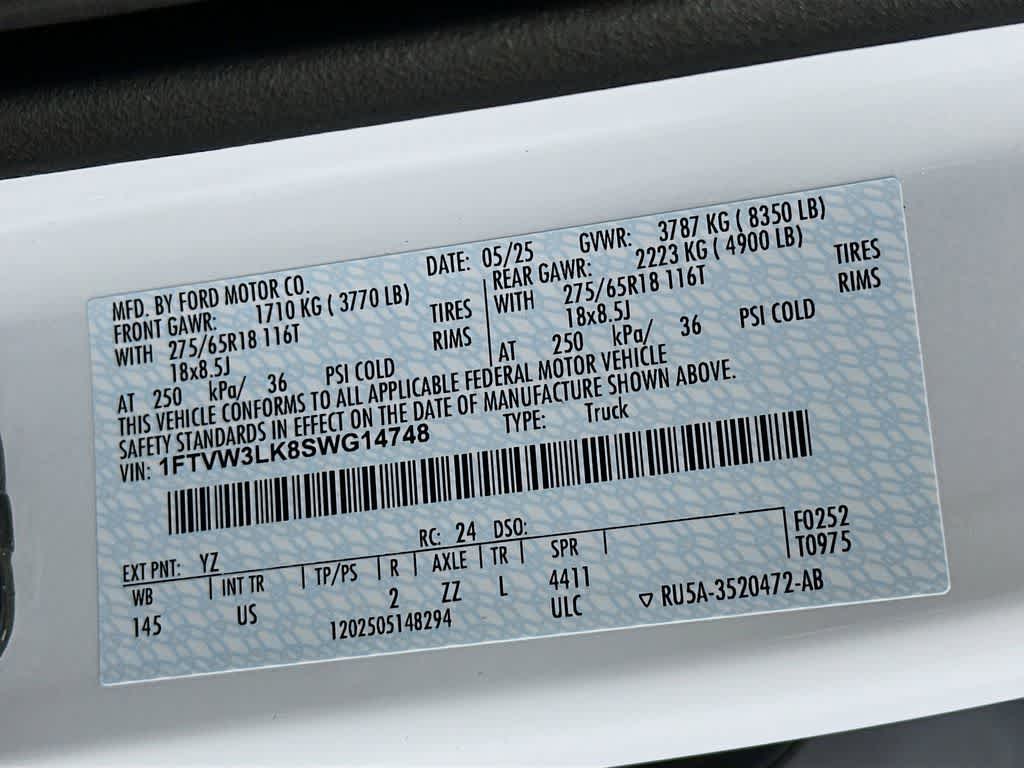 MFD. BY FORD MOTOR CO.
DATE: 05/25
GVWR: 3787 KG ( 8350 LB)
FRONT GAWR: 1710 KG ( 3770 LB)
WITH 275/65R18 116T TIRES
18x8.5J RIMS
AT 250 kPa/ 36 PSI COLD
REAR GAWR: 2223 KG ( 4900 LB)
WITH 275/65R18 116T TIRES
18x8.5J RIMS
AT 250 kPa/ 36 PSI COLD
THIS VEHICLE CONFORMS TO ALL APPLICABLE FEDERAL MOTOR VEHICLE
SAFETY STANDARDS IN EFFECT ON THE DATE OF MANUFACTURE SHOWN ABOVE.
VIN: 1FTVW3LK8SWG14748
TYPE: Truck
EXT PNT: YZ RC: 24 DSO:
WB INT TR TP/PS R AXLE TR SPR
145 US 2 ZZ L 4411
1202505148294 ULC
F0252
T0975
▽ RU5A-3520472-AB